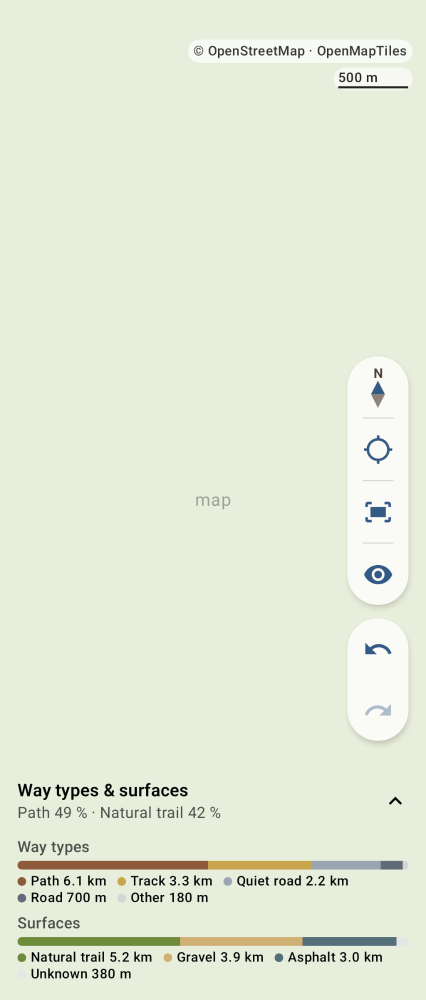 © OpenStreetMap · OpenMapTiles
500 m
N
map
Way types & surfaces
Path 49 % · Natural trail 42 %
Way types
Path 6.1 km Track 3.3 km Quiet road 2.2 km
Road 700 m Other 180 m
Surfaces
Natural trail 5.2 km Gravel 3.9 km Asphalt 3.0 km
Unknown 380 m